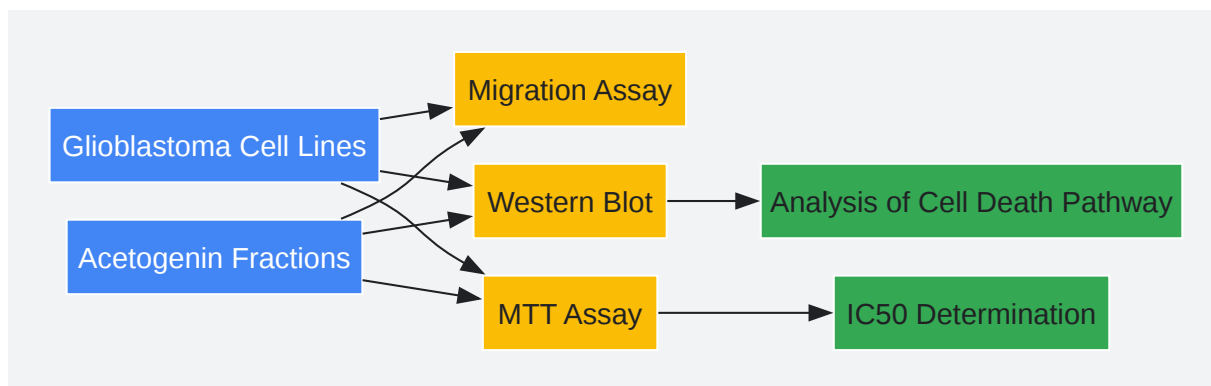 Migration Assay
Glioblastoma Cell Lines
Western Blot
Analysis of Cell Death Pathway
Acetogenin Fractions
MTT Assay
IC50 Determination